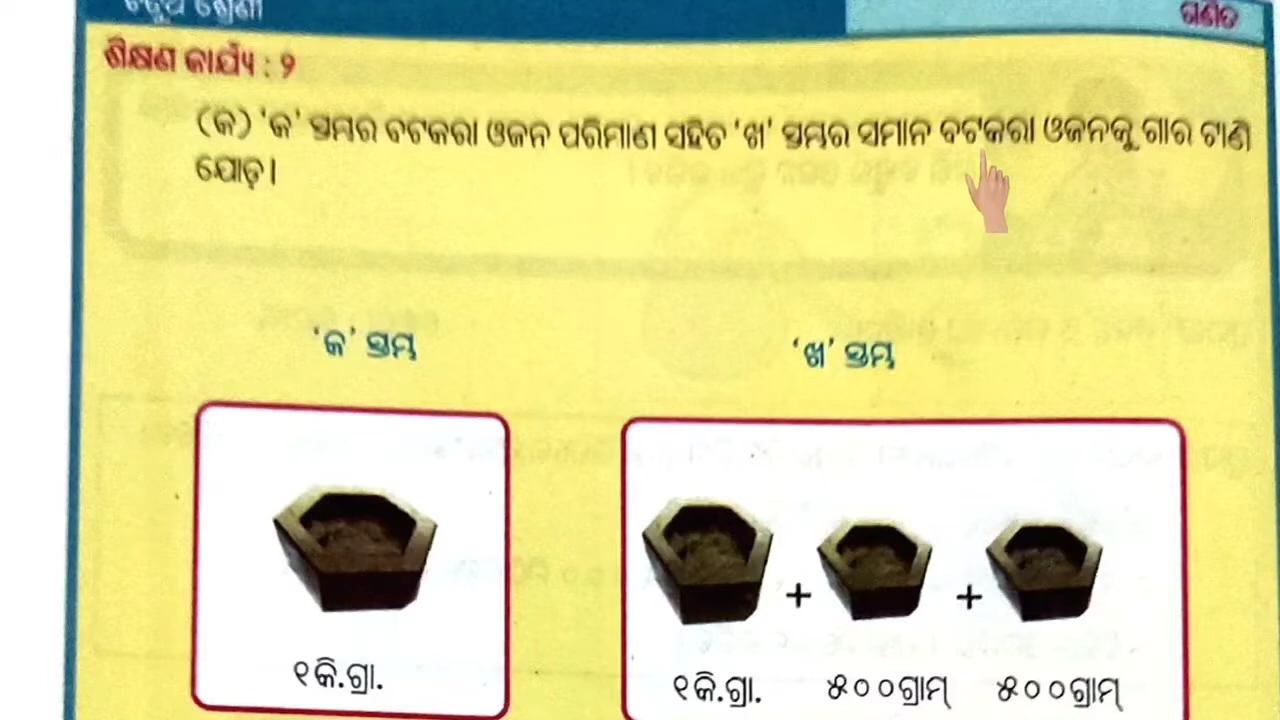 ଚତୁର୍ଥ ଶ୍ରେଣୀ
ଗଣିତ
ଶିକ୍ଷଣ କାର୍ଯ୍ୟ : ୨
(କ) 'କ' ସ୍ତମ୍ଭର ବଟକରା ଓଜନ ପରିମାଣ ସହିତ 'ଖ' ସ୍ତମ୍ଭର ସମାନ ବଟକରା ଓଜନକୁ ଗାର ଟାଣି
ଯୋଡ଼ ।
'କ' ସ୍ତମ୍ଭ
'ଖ' ସ୍ତମ୍ଭ
+ +
୧କି.ଗ୍ରା.
୧କି.ଗ୍ରା. ୫୦୦ଗ୍ରାମ୍ ୫୦୦ଗ୍ରାମ୍